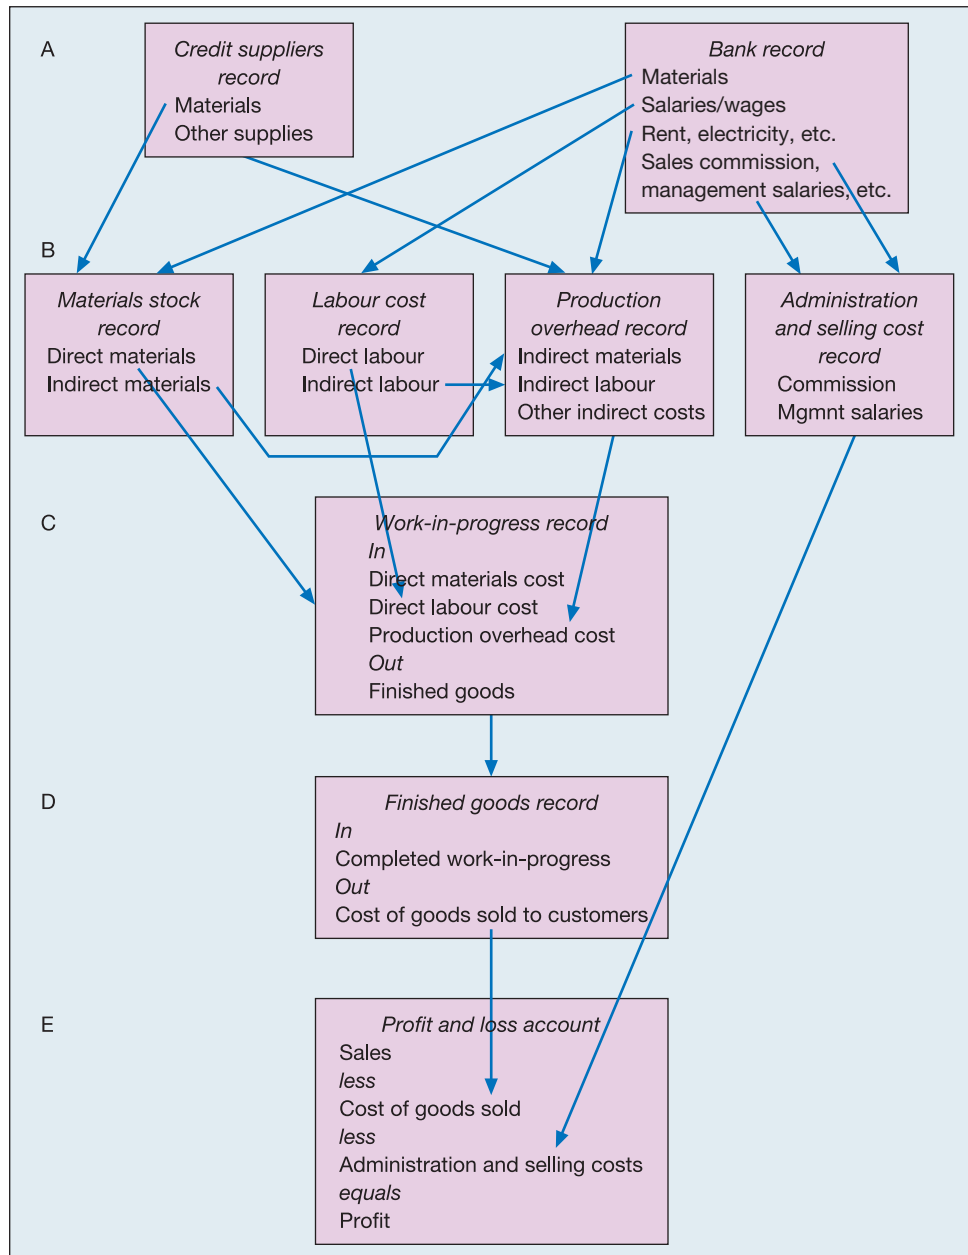 A
Credit suppliers
record
Materials
Other supplies
Bank record
Materials
Salaries/wages
Rent, electricity, etc.
Sales commission,
management salaries, etc.
B
Materials stock
record
Direct materials
Indirect materials
Labour cost
record
Direct labour
Indirect labour
Production
overhead record
Indirect materials
Indirect labour
Other indirect costs
Administration
and selling cost
record
Commission
Mgmnt salaries
C
Work-in-progress record
In
Direct materials cost
Direct labour cost
Production overhead cost
Out
Finished goods
D
Finished goods record
In
Completed work-in-progress
Out
Cost of goods sold to customers
E
Profit and loss account
Sales
less
Cost of goods sold
less
Administration and selling costs
equals
Profit